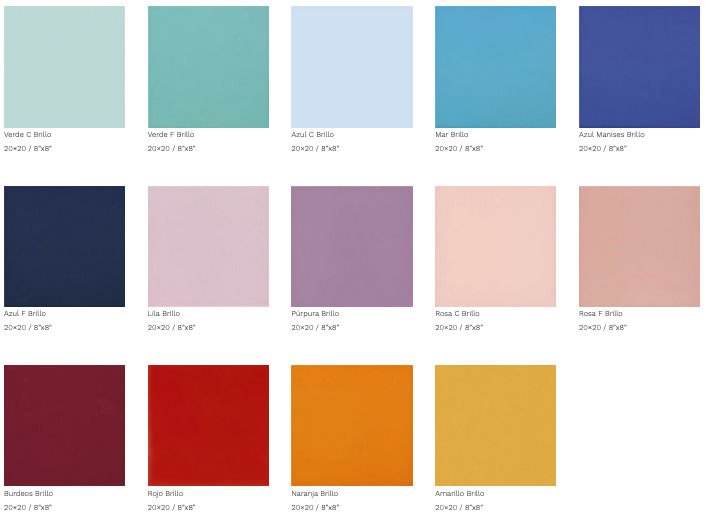 Verde C Brillo
20×20 / 8"x8"
Verde F Brillo
20×20 / 8"x8"
Azul C Brillo
20×20 / 8"x8"
Mar Brillo
20×20 / 8"x8"
Azul Manises Brillo
20×20 / 8"x8"
Azul F Brillo
20×20 / 8"x8"
Lila Brillo
20×20 / 8"x8"
Púrpura Brillo
20×20 / 8"x8"
Rosa C Brillo
20×20 / 8"x8"
Rosa F Brillo
20×20 / 8"x8"
Burdeos Brillo
20×20 / 8"x8"
Rojo Brillo
20×20 / 8"x8"
Naranja Brillo
20×20 / 8"x8"
Amarillo Brillo
20×20 / 8"x8"